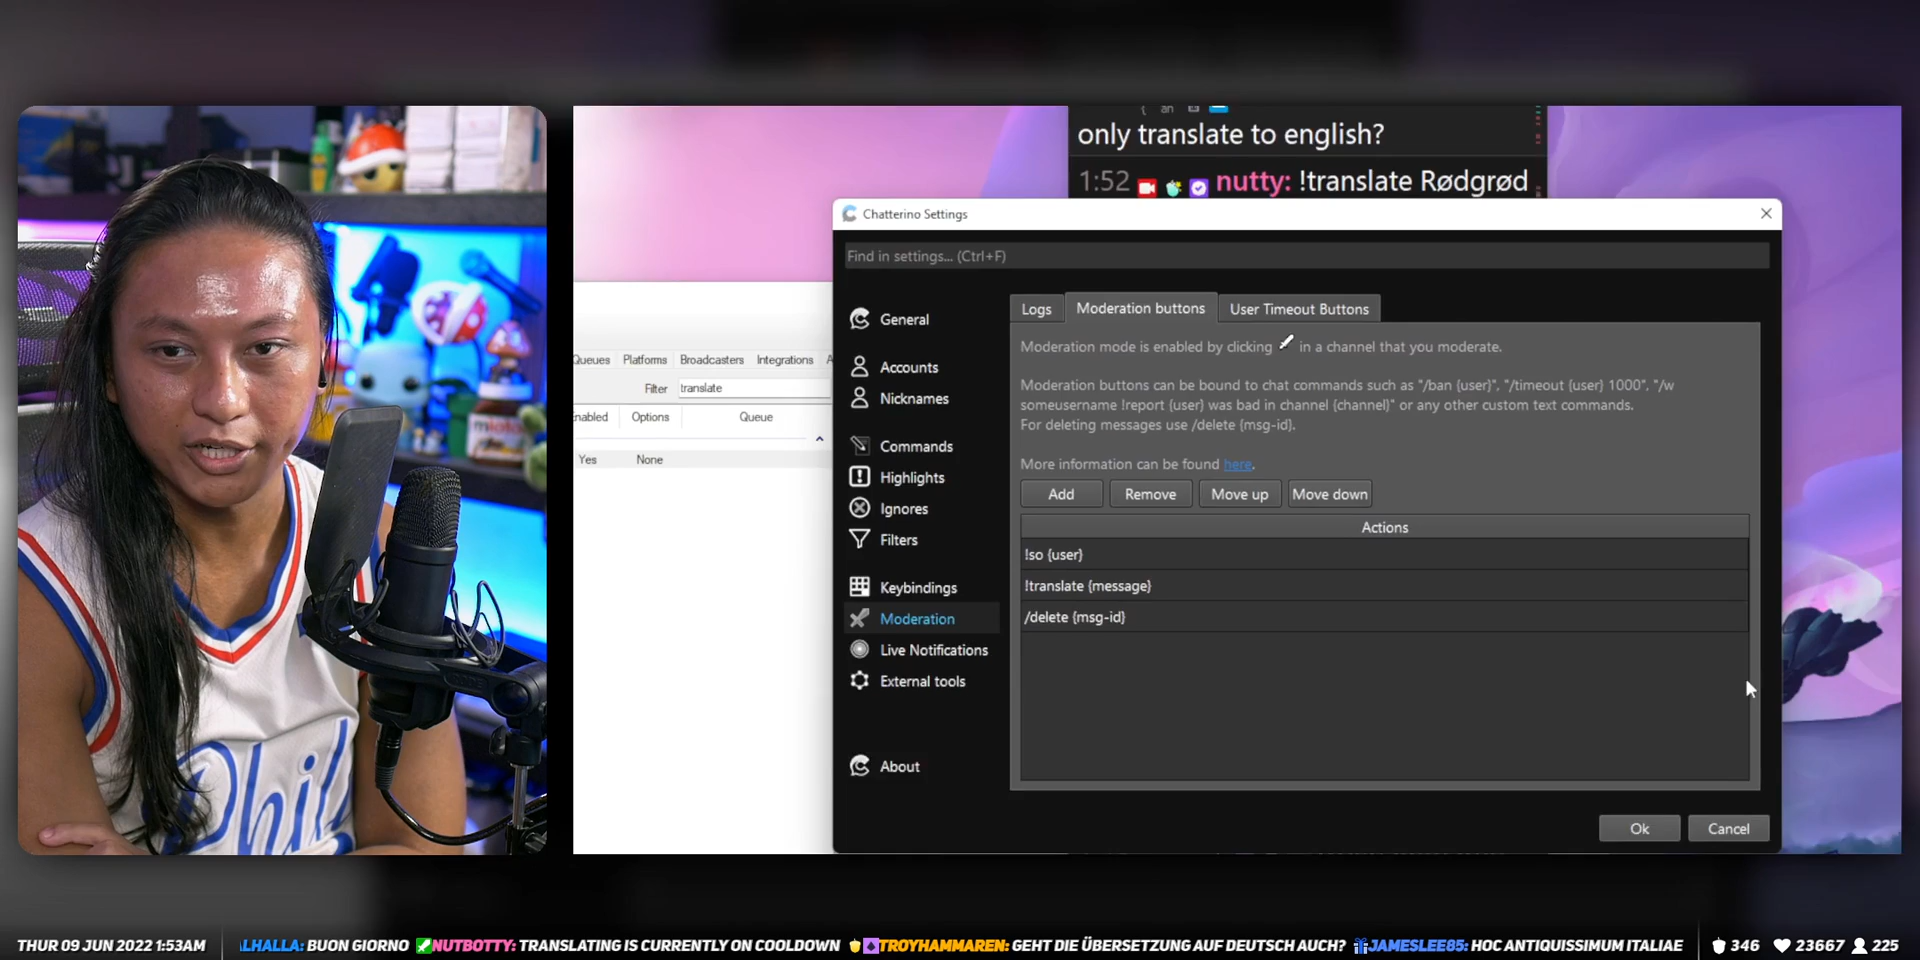 only translate to english?
1:52 nutty: !translate Rødgrød
Chatterino Settings
Find in settings... (Ctrl+F)
General
Accounts
Nicknames
Commands
Highlights
Ignores
Filters
Keybindings
Moderation
Live Notifications
External tools
About
Logs
Moderation buttons
User Timeout Buttons
Moderation mode is enabled by clicking in a channel that you moderate.
Moderation buttons can be bound to chat commands such as "/ban {user}", "/timeout {user} 1000", "/w
someusername !report {user} was bad in channel {channel}" or any other custom text commands.
For deleting messages use /delete {msg-id}.
More information can be found here.
Add
Remove
Move up
Move down
Actions
!so {user}
!translate {message}
/delete {msg-id}
Ok
Cancel
Queues
Platforms
Broadcasters
Integrations
Filter
translate
Options
Queue
Yes
None
Phil
THUR 09 JUN 2022 1:53AM
LHALLA: BUON GIORNO NUTBOTTY: TRANSLATING IS CURRENTLY ON COOLDOWN TROYHAMMAREN: GEHT DIE ÜBERSETZUNG AUF DEUTSCH AUCH? JAMESLEE85: HOC ANTIQUISSIMUM ITALIAE
346
23667
225